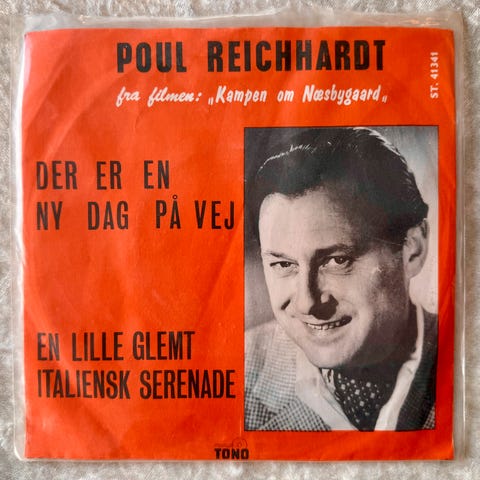 POUL REICHHARDT
fra filmen: „Kampen om Næsbygaard„
ST. 41341
DER ER EN
NY DAG PÅ VEJ
EN LILLE GLEMT
ITALIENSK SERENADE
TONO